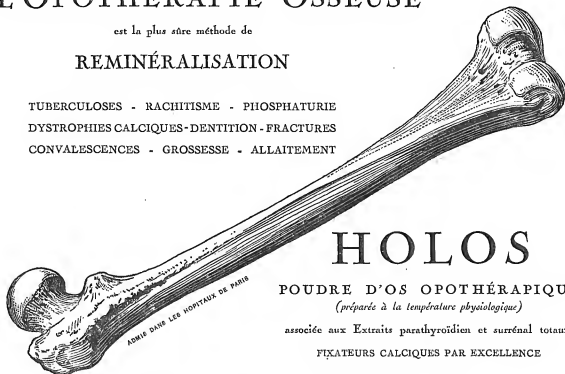 L'OPOTHÉRAPIE OSSEUSE
est la plus sûre méthode de
REMINÉRALISATION
TUBERCULOSES - RACHITISME - PHOSPHATURIE
DYSTROPHIES CALCIQUES - DENTITION - FRACTURES
CONVALESCENCES - GROSSESSE - ALLAITEMENT
ADMIS DANS LES HOPITAUX DE PARIS
HOLOS
POUDRE D'OS OPOTHÉRAPIQU
(préparée à la température physiologique)
associée aux Extraits parathyroïdien et surrénal totau
FIXATEURS CALCIQUES PAR EXCELLENCE